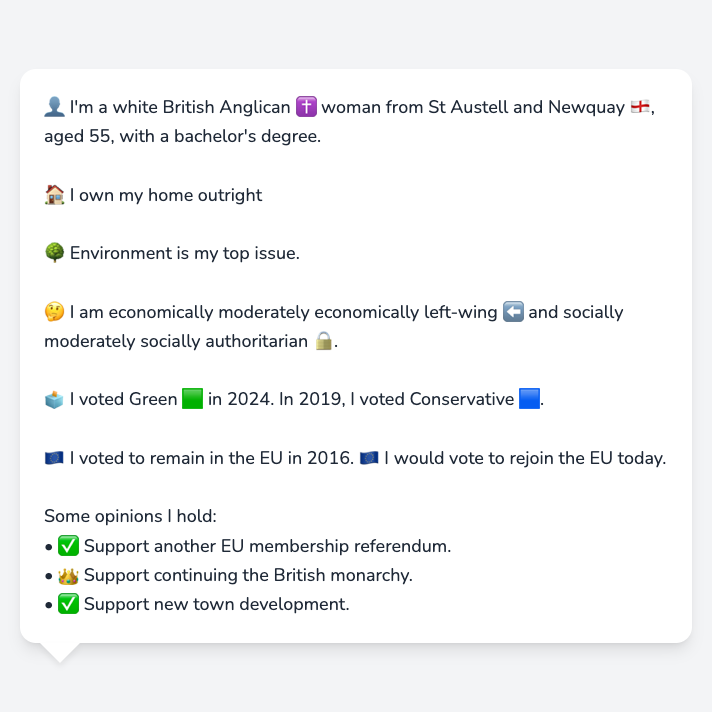 👤 I'm a white British Anglican ✝️ woman from St Austell and Newquay 🏴󠁧󠁢󠁥󠁮󠁧󠁿,
aged 55, with a bachelor's degree.
🏠 I own my home outright
🌳 Environment is my top issue.
🤔 I am economically moderately economically left-wing ⬅️ and socially
moderately socially authoritarian 🔒.
🗳️ I voted Green 🟩 in 2024. In 2019, I voted Conservative 🟦.
🇪🇺 I voted to remain in the EU in 2016. 🇪🇺 I would vote to rejoin the EU today.
Some opinions I hold:
• ✅ Support another EU membership referendum.
• 👑 Support continuing the British monarchy.
• ✅ Support new town development.